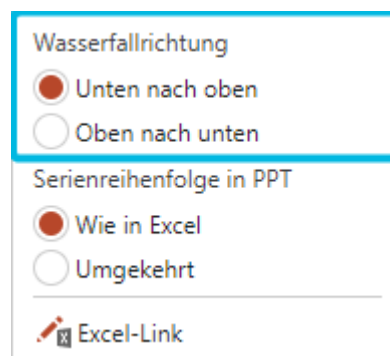 Wasserfallrichtung
Unten nach oben
Oben nach unten
Serienreihenfolge in PPT
Wie in Excel
Umgekehrt
Excel-Link